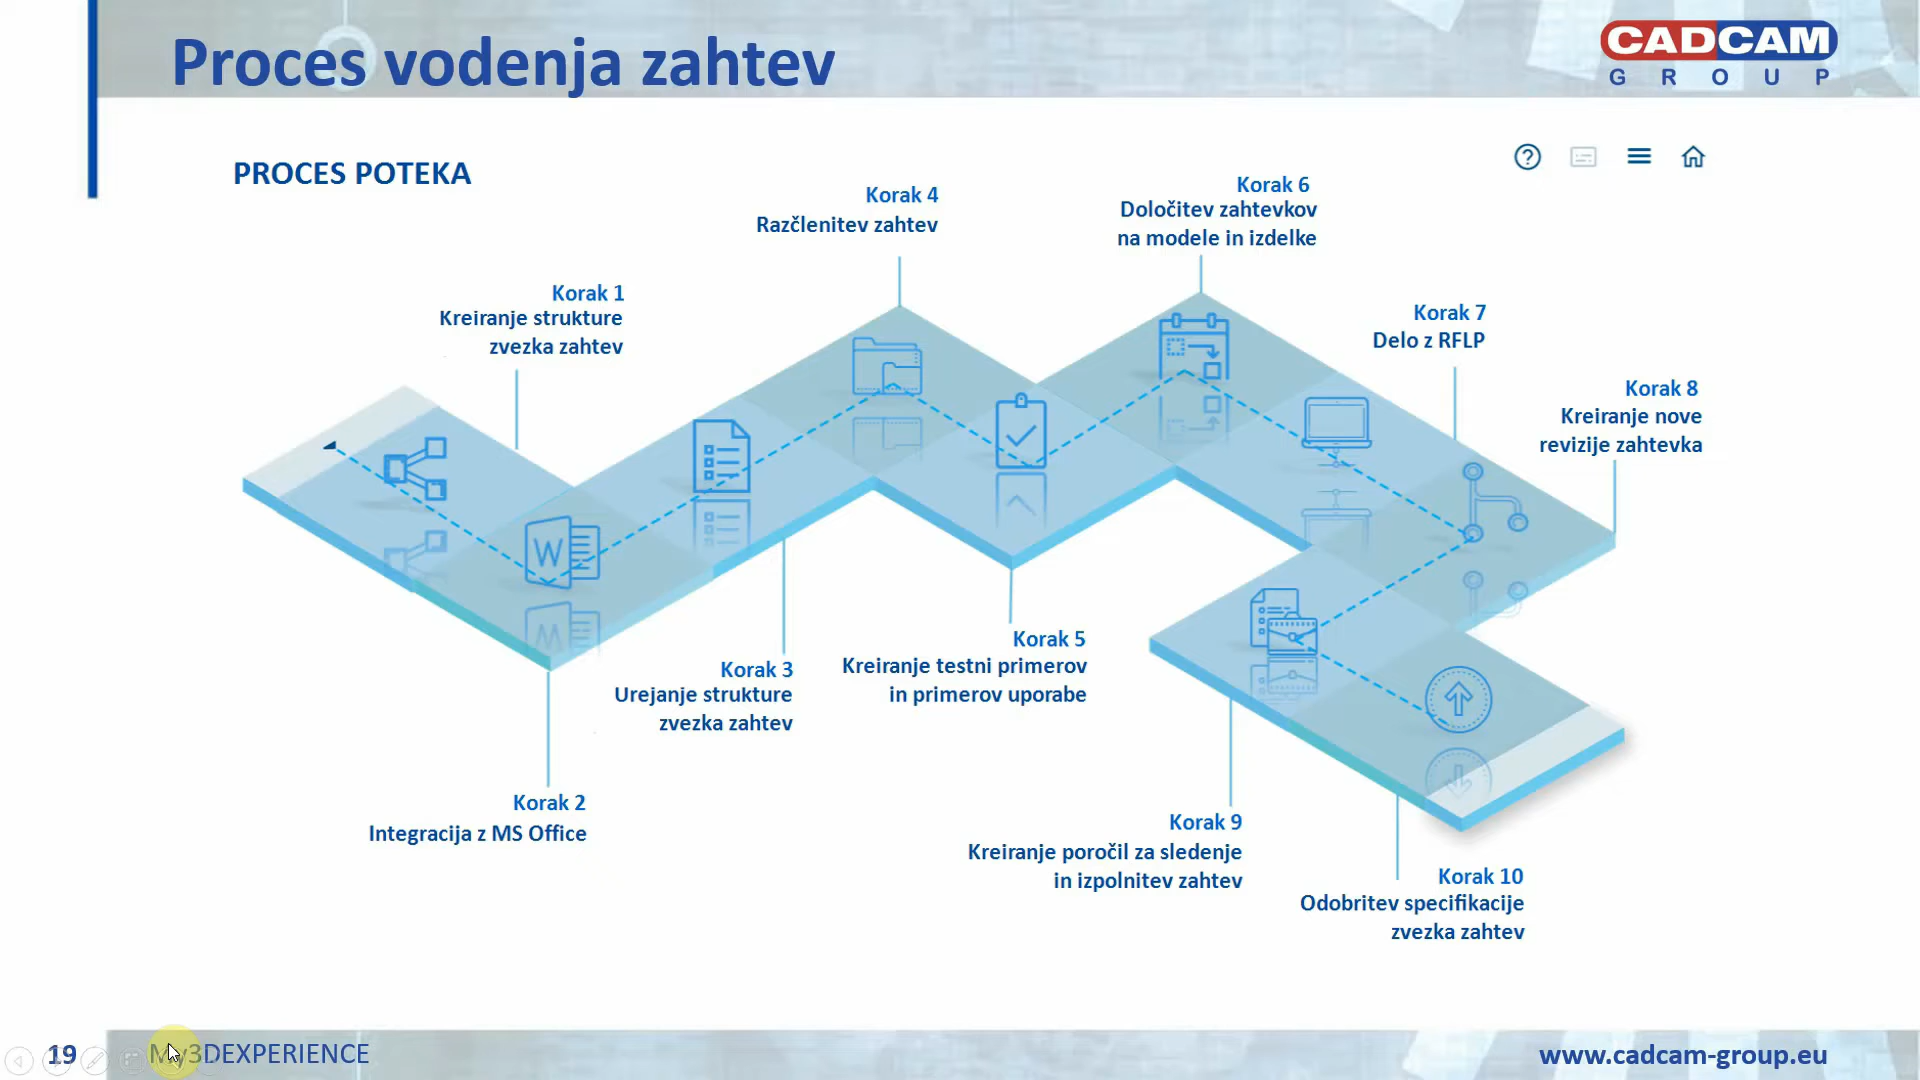 Proces vodenja zahtev
CADCAM
GROUP
PROCES POTEKA
Korak 1
Kreiranje strukture
zvezka zahtev
Korak 2
Integracija z MS Office
Korak 3
Urejanje strukture
zvezka zahtev
Korak 4
Razčlenitev zahtev
Korak 5
Kreiranje testni primerov
in primerov uporabe
Korak 6
Določitev zahtevkov
na modele in izdelke
Korak 7
Delo z RFLP
Korak 8
Kreiranje nove
revizije zahtevka
Korak 9
Kreiranje poročil za sledenje
in izpolnitev zahtev
Korak 10
Odobritev specifikacije
zvezka zahtev
W
19
My3DEXPERIENCE
www.cadcam-group.eu